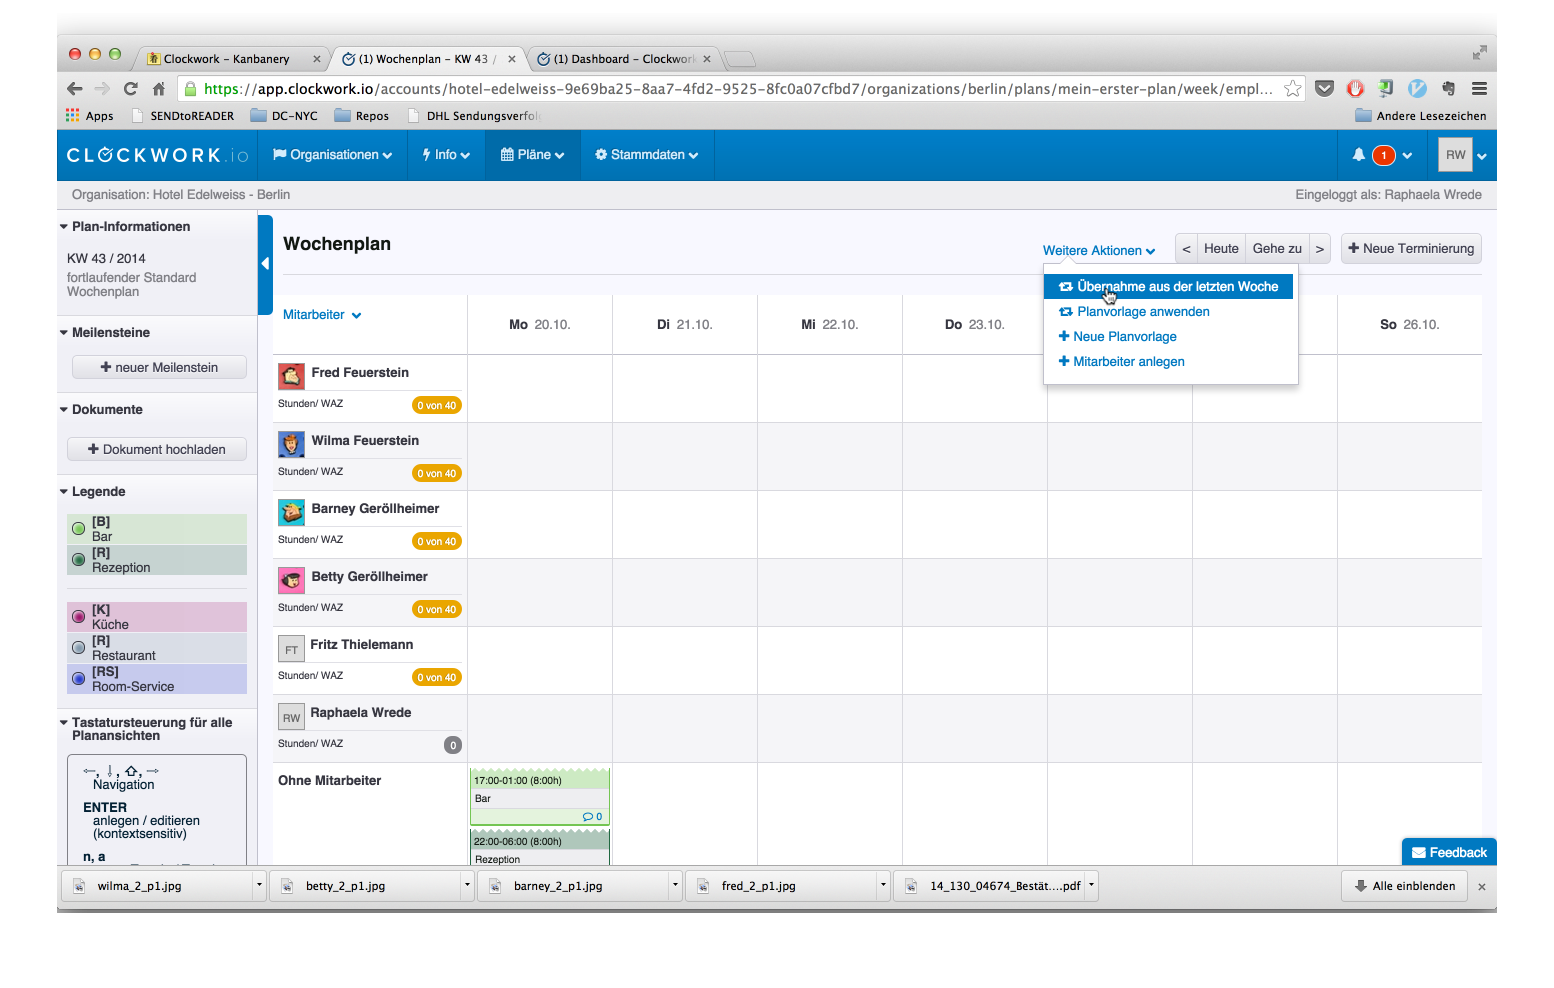 Clockwork – Kanbanery
(1) Wochenplan – KW 43 /
(1) Dashboard – Clockwork
https://app.clockwork.io/accounts/hotel-edelweiss-9e69ba25-8aa7-4fd2-9525-8fc0a07cfbd7/organizations/berlin/plans/mein-erster-plan/week/empl...
Apps SENDtoREADER DC-NYC Repos DHL Sendungsverfol Andere Lesezeichen
CLOCKWORK.io Organisationen Info Pläne Stammdaten 1 RW
Organisation: Hotel Edelweiss - Berlin Eingeloggt als: Raphaela Wrede
Plan-Informationen
KW 43 / 2014
fortlaufender Standard
Wochenplan
Meilensteine
+ neuer Meilenstein
Dokumente
+ Dokument hochladen
Legende
[B]
Bar
[R]
Rezeption
[K]
Küche
[R]
Restaurant
[RS]
Room-Service
Tastatursteuerung für alle
Planansichten
←, ↓, ⇧, →
Navigation
ENTER
anlegen / editieren
(kontextsensitiv)
n, a
Wochenplan
Weitere Aktionen < Heute Gehe zu > + Neue Terminierung
Übernahme aus der letzten Woche
Planvorlage anwenden
+ Neue Planvorlage
+ Mitarbeiter anlegen
Mitarbeiter Mo 20.10. Di 21.10. Mi 22.10. Do 23.10. So 26.10.
Fred Feuerstein
Stunden/ WAZ 0 von 40
Wilma Feuerstein
Stunden/ WAZ 0 von 40
Barney Geröllheimer
Stunden/ WAZ 0 von 40
Betty Geröllheimer
Stunden/ WAZ 0 von 40
FT Fritz Thielemann
Stunden/ WAZ 0 von 40
RW Raphaela Wrede
Stunden/ WAZ 0
Ohne Mitarbeiter
17:00-01:00 (8:00h)
Bar
0
22:00-06:00 (8:00h)
Rezeption
Feedback
wilma_2_p1.jpg betty_2_p1.jpg barney_2_p1.jpg fred_2_p1.jpg 14_130_04674_Bestät....pdf Alle einblenden